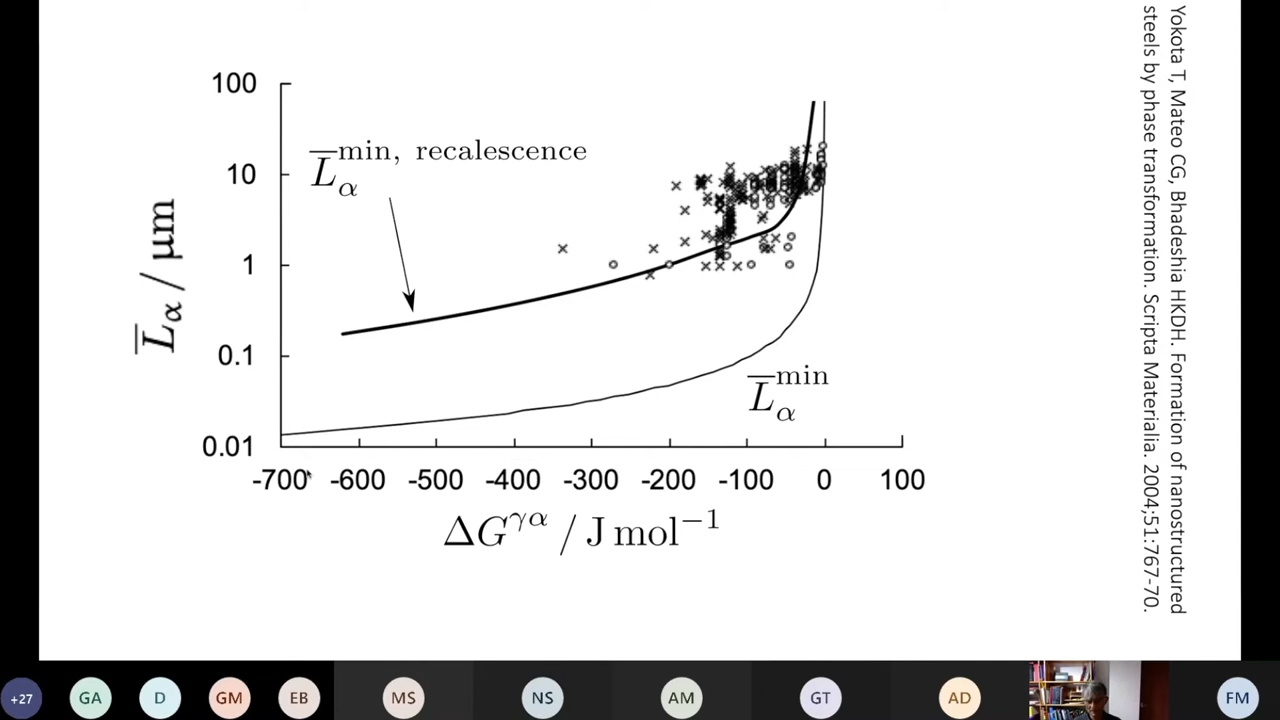 100
10
1
0.1
0.01
L̅α / µm
L̅α^min, recalescence
L̅α^min
-700 -600 -500 -400 -300 -200 -100 0 100
ΔG^γα / J mol⁻¹
Yokota T, Mateo CG, Bhadeshia HKDH. Formation of nanostructured
steels by phase transformation. Scripta Materialia. 2004;51:767-70.
+27 GA D GM EB MS NS AM GT AD FM